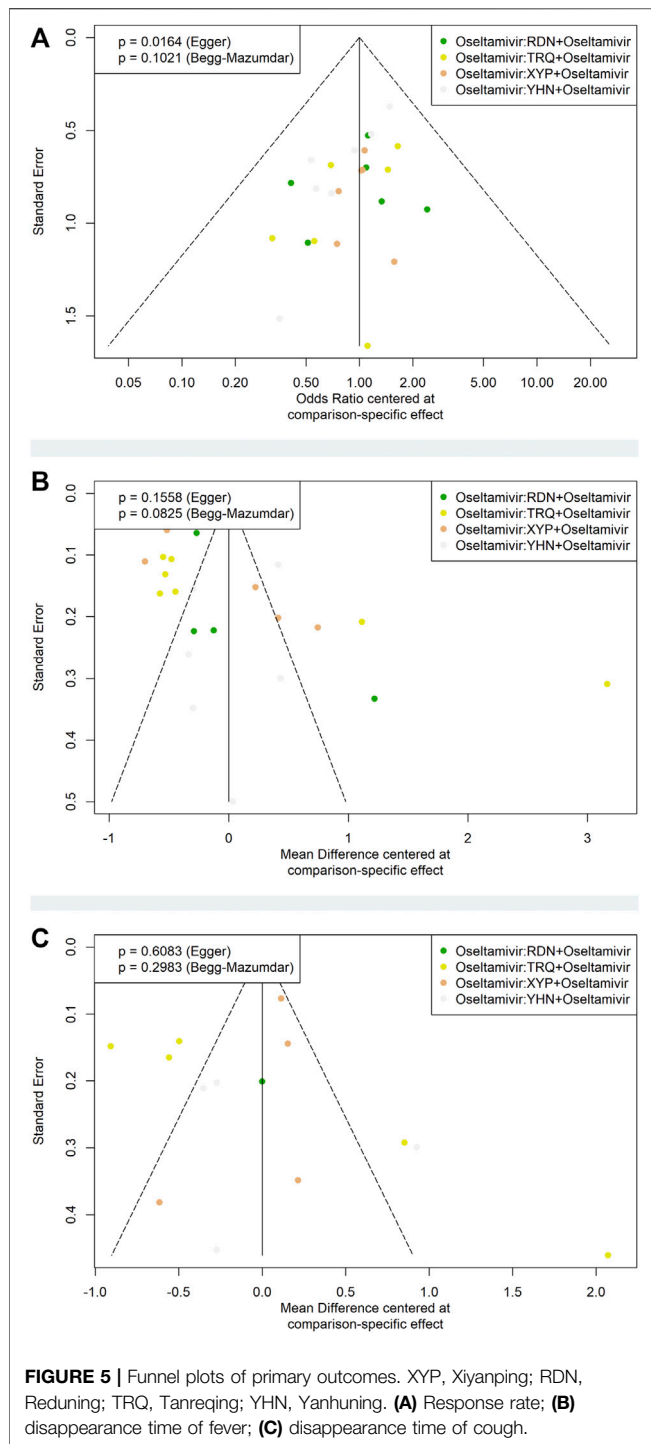 A
p = 0.0164 (Egger)
p = 0.1021 (Begg-Mazumdar)
Oseltamivir:RDN+Oseltamivir
Oseltamivir:TRQ+Oseltamivir
Oseltamivir:XYP+Oseltamivir
Oseltamivir:YHN+Oseltamivir
Standard Error
0.0
0.5
1.0
1.5
0.05 0.10 0.20 0.50 1.00 2.00 5.00 10.00 20.00
Odds Ratio centered at
comparison-specific effect
B
p = 0.1558 (Egger)
p = 0.0825 (Begg-Mazumdar)
Oseltamivir:RDN+Oseltamivir
Oseltamivir:TRQ+Oseltamivir
Oseltamivir:XYP+Oseltamivir
Oseltamivir:YHN+Oseltamivir
Standard Error
0.0
0.1
0.2
0.3
0.4
0.5
-1 0 1 2 3
Mean Difference centered at
comparison-specific effect
C
p = 0.6083 (Egger)
p = 0.2983 (Begg-Mazumdar)
Oseltamivir:RDN+Oseltamivir
Oseltamivir:TRQ+Oseltamivir
Oseltamivir:XYP+Oseltamivir
Oseltamivir:YHN+Oseltamivir
Standard Error
0.0
0.1
0.2
0.3
0.4
-1.0 -0.5 0.0 0.5 1.0 1.5 2.0
Mean Difference centered at
comparison-specific effect
FIGURE 5 | Funnel plots of primary outcomes. XYP, Xiyanping; RDN,
Reduning; TRQ, Tanreqing; YHN, Yanhuning. (A) Response rate; (B)
disappearance time of fever; (C) disappearance time of cough.